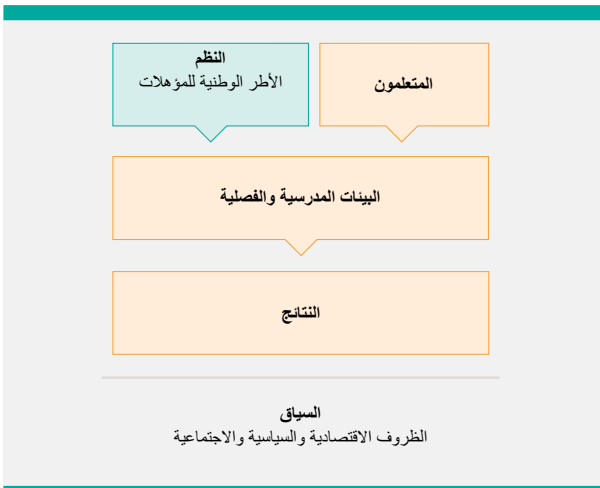 المتعلمون
النظم
الأطر الوطنية للمؤهلات
البيئات المدرسية والفصلية
النتائج
السياق
الظروف الاقتصادية والسياسية والاجتماعية